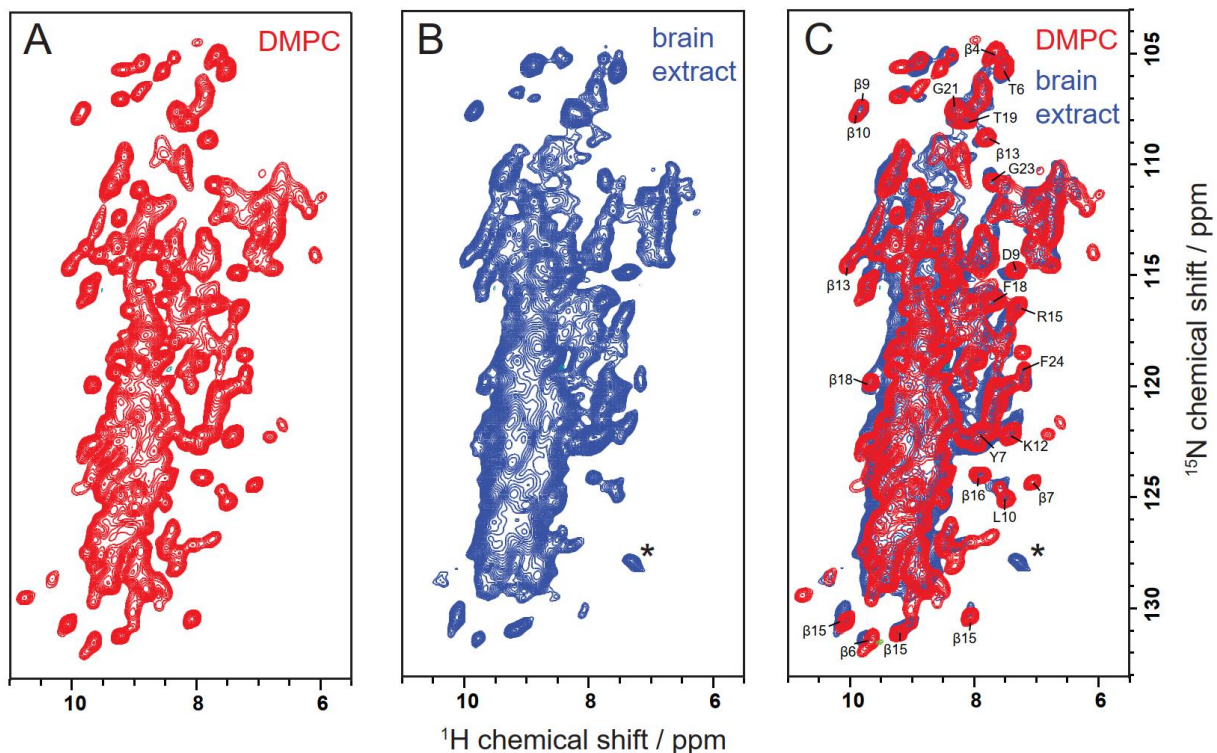 A
DMPC
B
brain
extract
*
C
DMPC
brain
extract
β4
T6
β9
β10
G21
T19
β13
G23
β13
D9
F18
R15
F24
β18
K12
Y7
β16
L10
β7
*
β15
β6
β15
β15
105
110
115
120
125
130
15N chemical shift / ppm
10 8 6
10 8 6
10 8 6
1H chemical shift / ppm